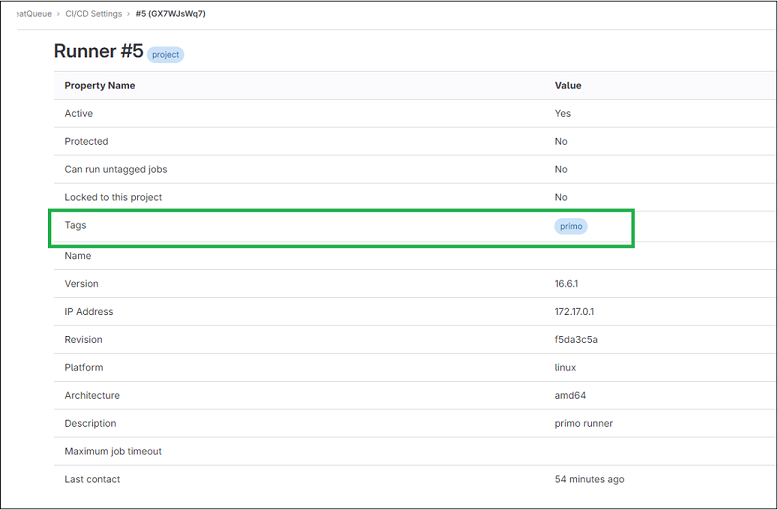 CI/CD Settings > #5 (GX7WJsWq7)
Runner #5 project
Property Name Value
Active Yes
Protected No
Can run untagged jobs No
Locked to this project No
Tags primo
Name
Version 16.6.1
IP Address 172.17.0.1
Revision f5da3c5a
Platform linux
Architecture amd64
Description primo runner
Maximum job timeout
Last contact 54 minutes ago